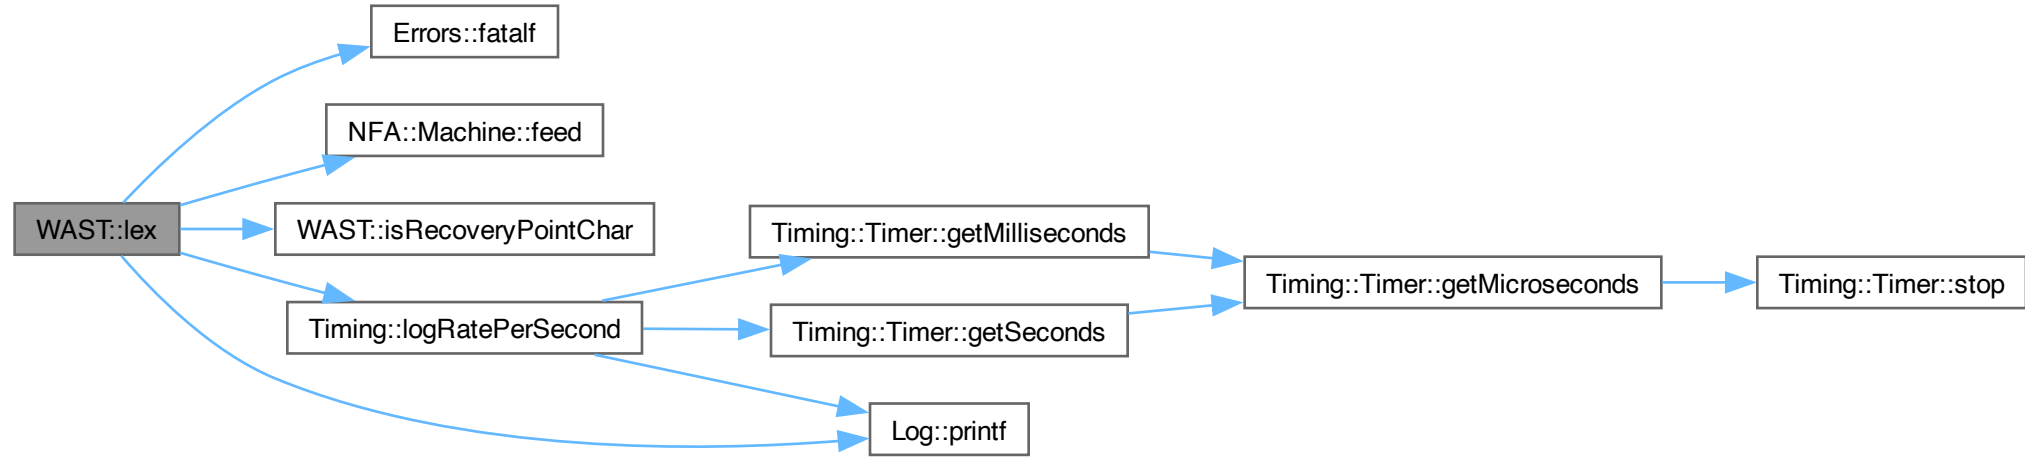 Errors::fatalf
NFA::Machine::feed
WAST::lex
WAST::isRecoveryPointChar
Timing::logRatePerSecond
Timing::Timer::getMilliseconds
Timing::Timer::getSeconds
Log::printf
Timing::Timer::getMicroseconds
Timing::Timer::stop